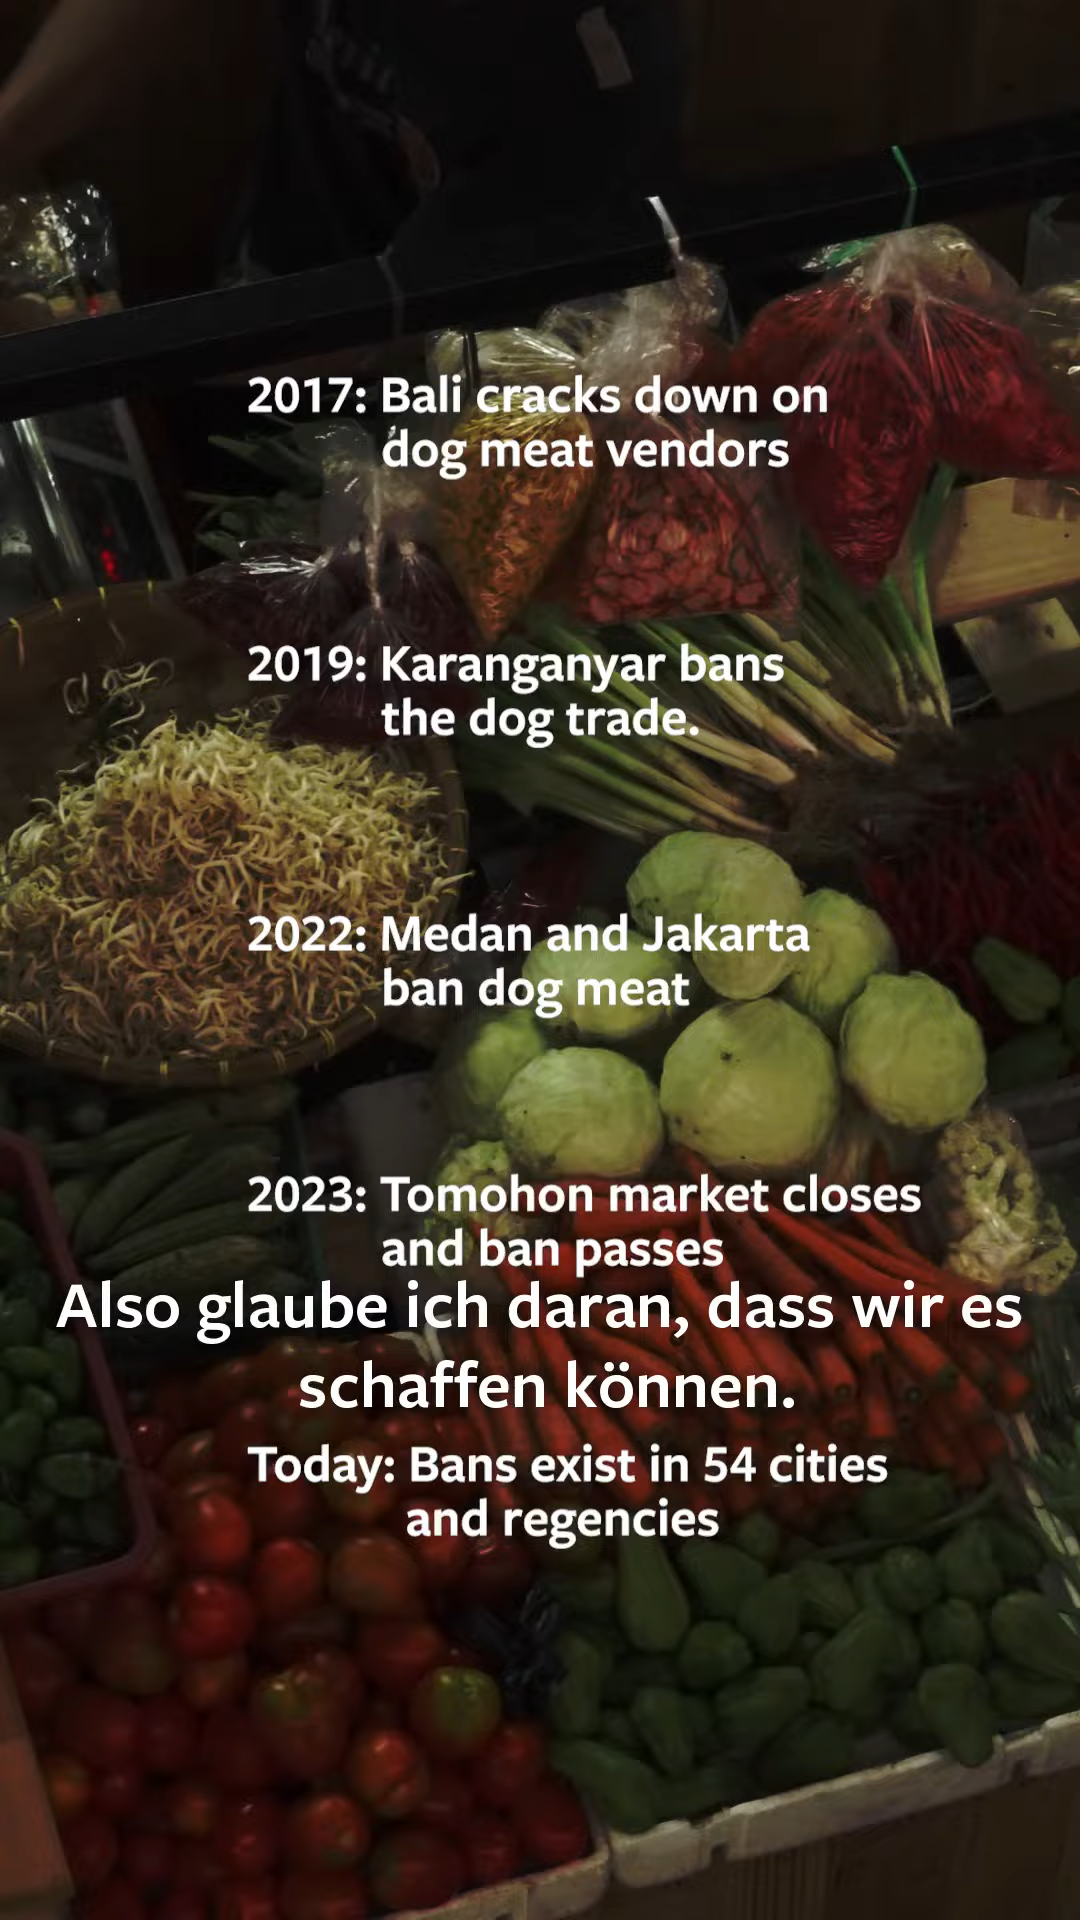 2017: Bali cracks down on
dog meat vendors
2019: Karanganyar bans
the dog trade.
2022: Medan and Jakarta
ban dog meat
2023: Tomohon market closes
and ban passes
Also glaube ich daran, dass wir es
schaffen können.
Today: Bans exist in 54 cities
and regencies